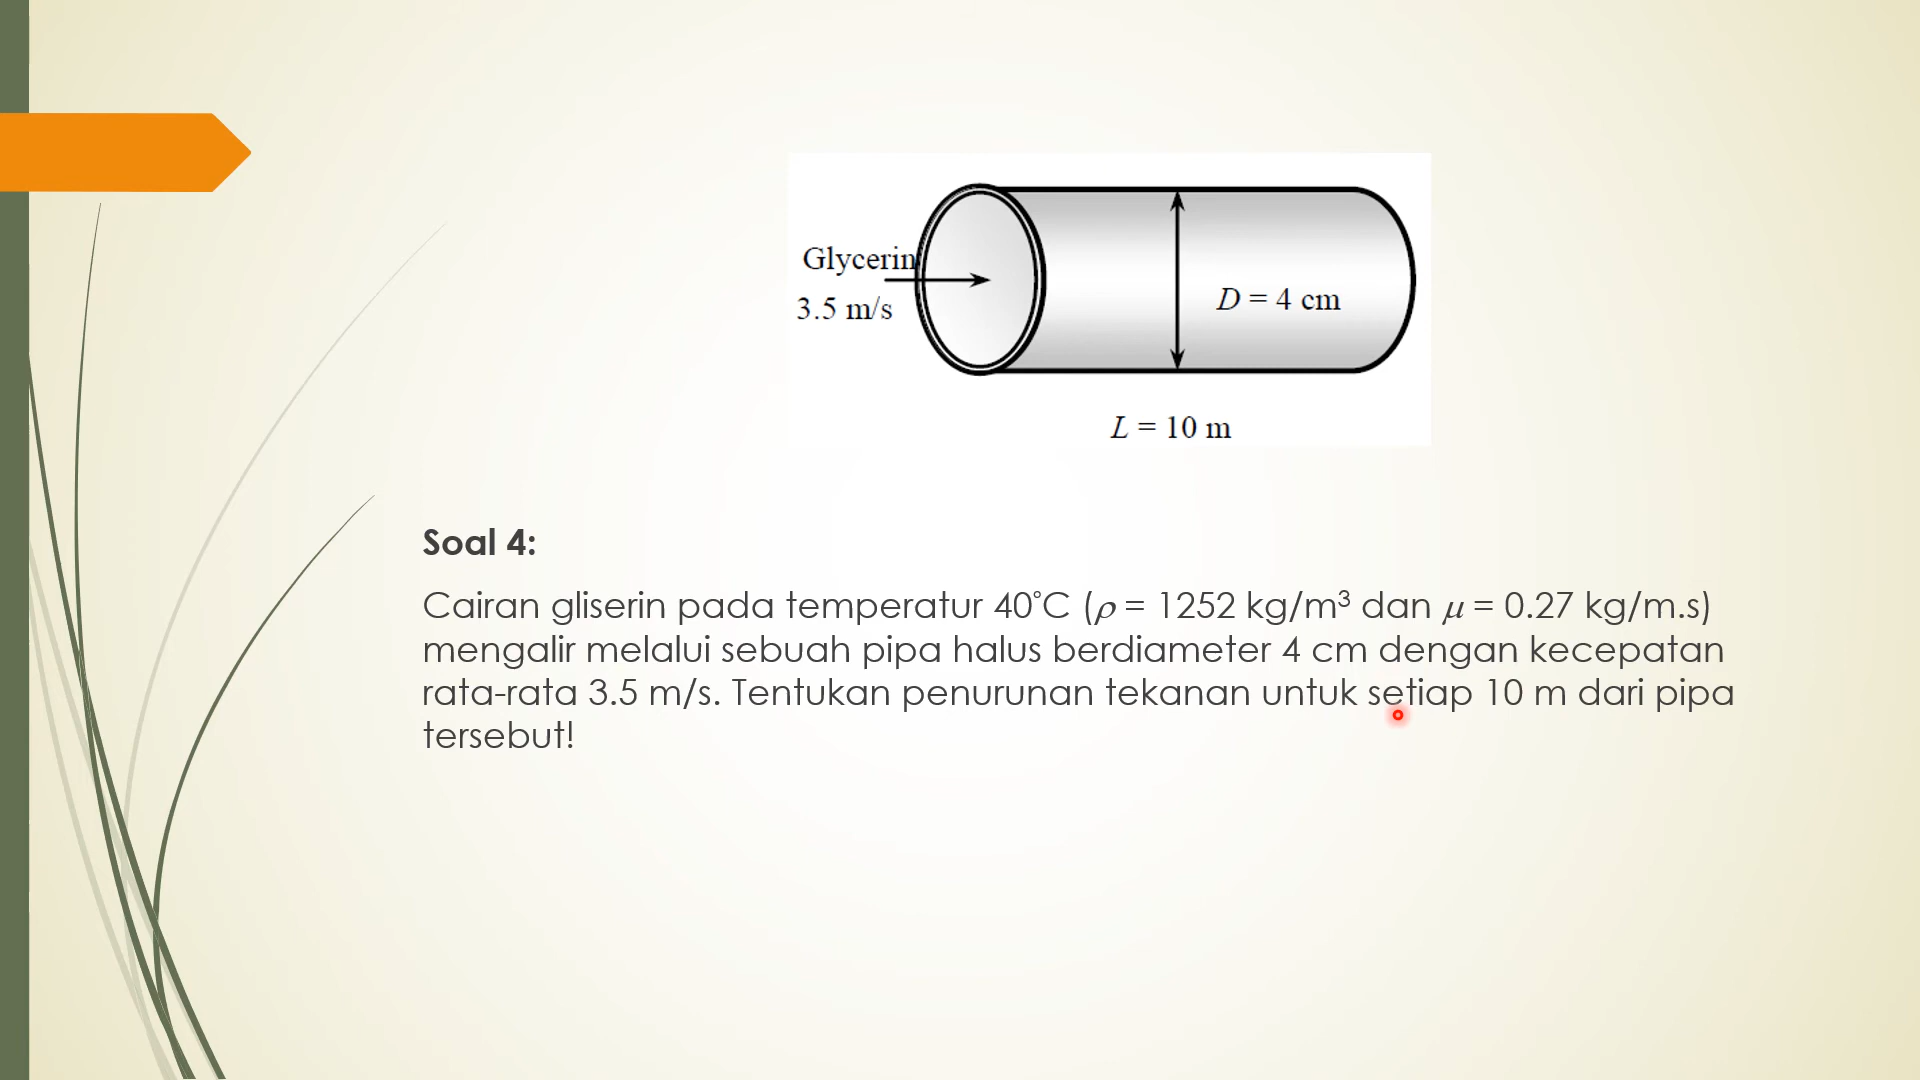 Glycerin
3.5 m/s
D = 4 cm
L = 10 m
Soal 4:
Cairan gliserin pada temperatur 40°C (ρ = 1252 kg/m³ dan μ = 0.27 kg/m.s)
mengalir melalui sebuah pipa halus berdiameter 4 cm dengan kecepatan
rata-rata 3.5 m/s. Tentukan penurunan tekanan untuk setiap 10 m dari pipa
tersebut!